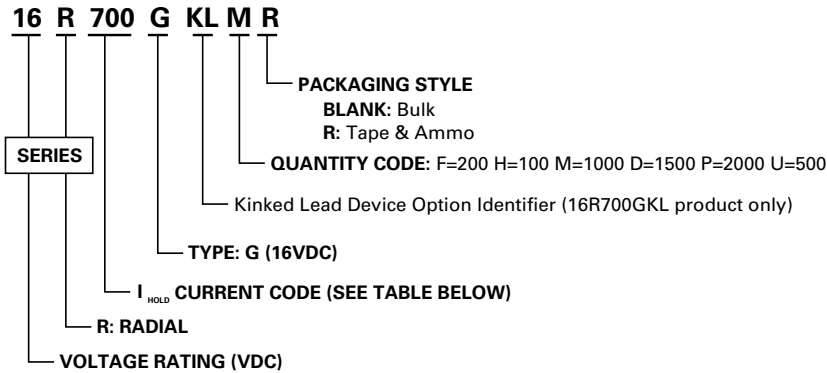 16 R 700 G KL M R
PACKAGING STYLE
BLANK: Bulk
R: Tape & Ammo
SERIES
QUANTITY CODE: F=200 H=100 M=1000 D=1500 P=2000 U=500
Kinked Lead Device Option Identifier (16R700GKL product only)
TYPE: G (16VDC)
I HOLD CURRENT CODE (SEE TABLE BELOW)
R: RADIAL
VOLTAGE RATING (VDC)